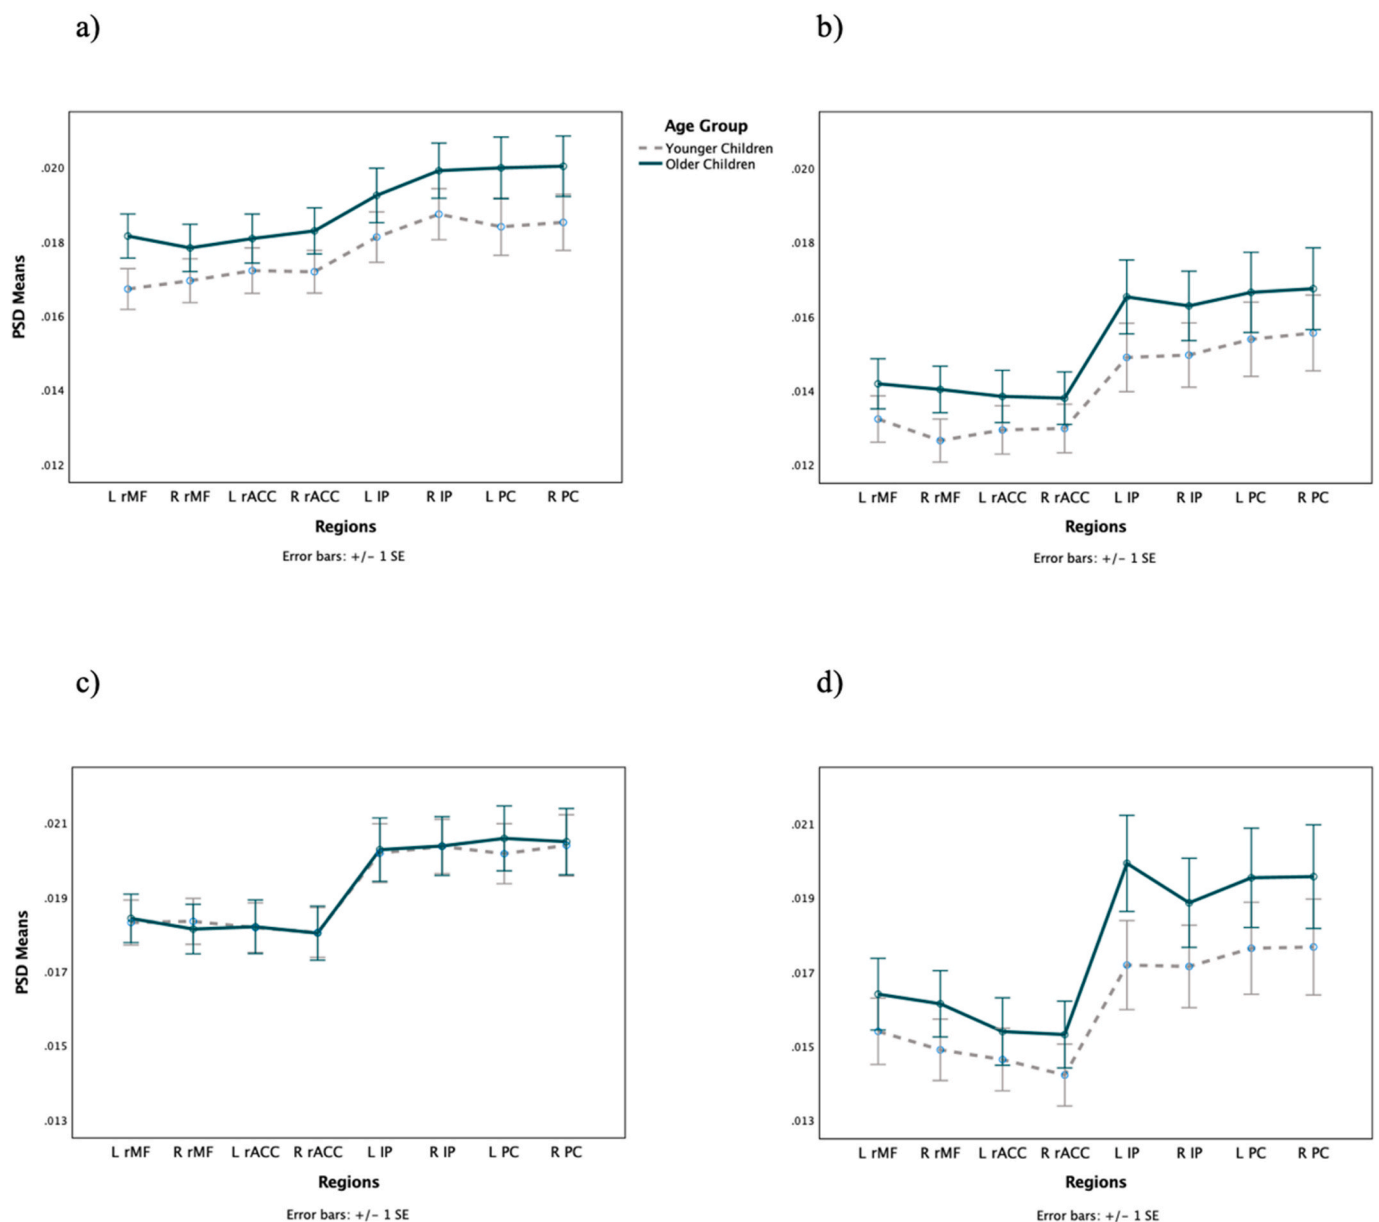 a)
b)
Age Group
Younger Children
Older Children
.020
.018
.016
.014
.012
PSD Means
L rMF R rMF L rACC R rACC L IP R IP L PC R PC
Regions
Error bars: +/- 1 SE
.020
.018
.016
.014
.012
L rMF R rMF L rACC R rACC L IP R IP L PC R PC
Regions
Error bars: +/- 1 SE
c)
d)
.021
.019
.017
.015
.013
PSD Means
L rMF R rMF L rACC R rACC L IP R IP L PC R PC
Regions
Error bars: +/- 1 SE
.021
.019
.017
.015
.013
L rMF R rMF L rACC R rACC L IP R IP L PC R PC
Regions
Error bars: +/- 1 SE